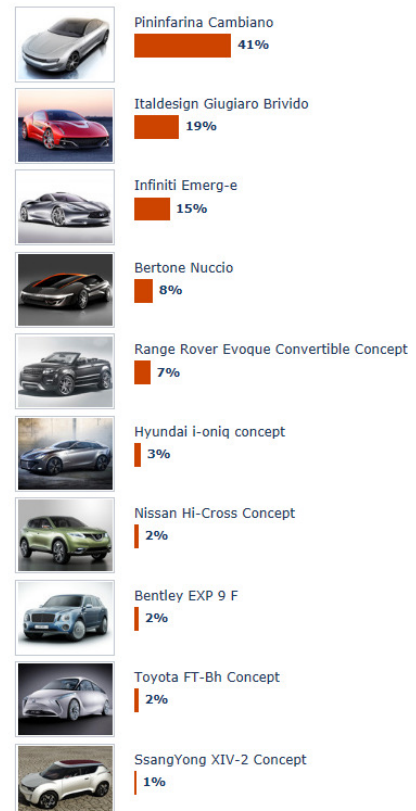 Pininfarina Cambiano
41%
Italdesign Giugiaro Brivido
19%
Infiniti Emerg-e
15%
Bertone Nuccio
8%
Range Rover Evoque Convertible Concept
7%
Hyundai i-oniq concept
3%
Nissan Hi-Cross Concept
2%
Bentley EXP 9 F
2%
Toyota FT-Bh Concept
2%
SsangYong XIV-2 Concept
1%